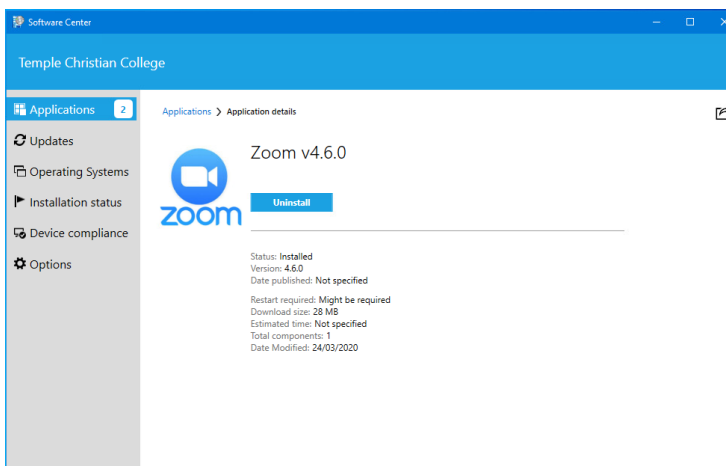 Software Center
Temple Christian College
Applications 2
Updates
Operating Systems
Installation status
Device compliance
Options
Applications > Application details
zoom
Zoom v4.6.0
Uninstall
Status: Installed
Version: 4.6.0
Date published: Not specified
Restart required: Might be required
Download size: 28 MB
Estimated time: Not specified
Total components: 1
Date Modified: 24/03/2020